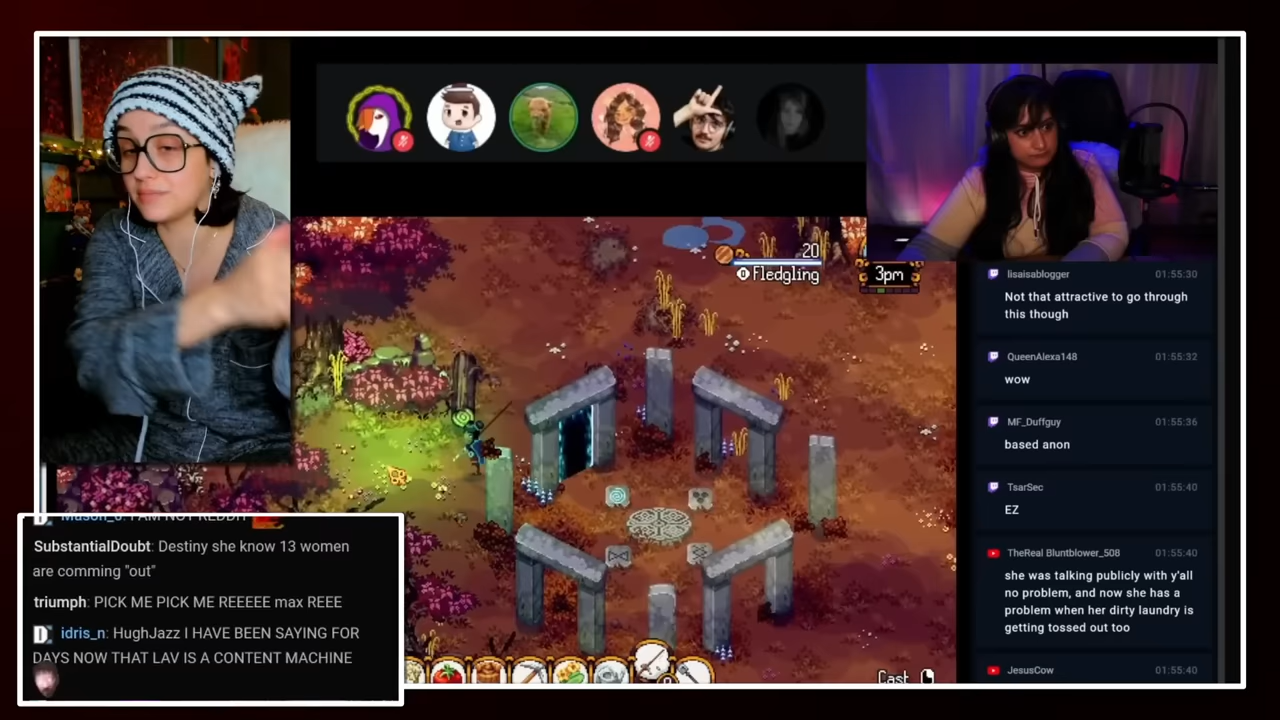 20
Fledgling
3pm
Cast
lisaisablogger 01:55:30
Not that attractive to go through
this though
QueenAlexa148 01:55:32
wow
MF_Duffguy 01:55:36
based anon
TsarSec 01:55:40
EZ
TheReal Bluntblower_508 01:55:40
she was talking publicly with y'all
no problem, and now she has a
problem when her dirty laundry is
getting tossed out too
JesusCow 01:55:40
D Mason_8: I AM NOT REDDIT
SubstantialDoubt: Destiny she know 13 women
are comming "out"
triumph: PICK ME PICK ME REEEEE max REEE
D idris_n: HughJazz I HAVE BEEN SAYING FOR
DAYS NOW THAT LAV IS A CONTENT MACHINE